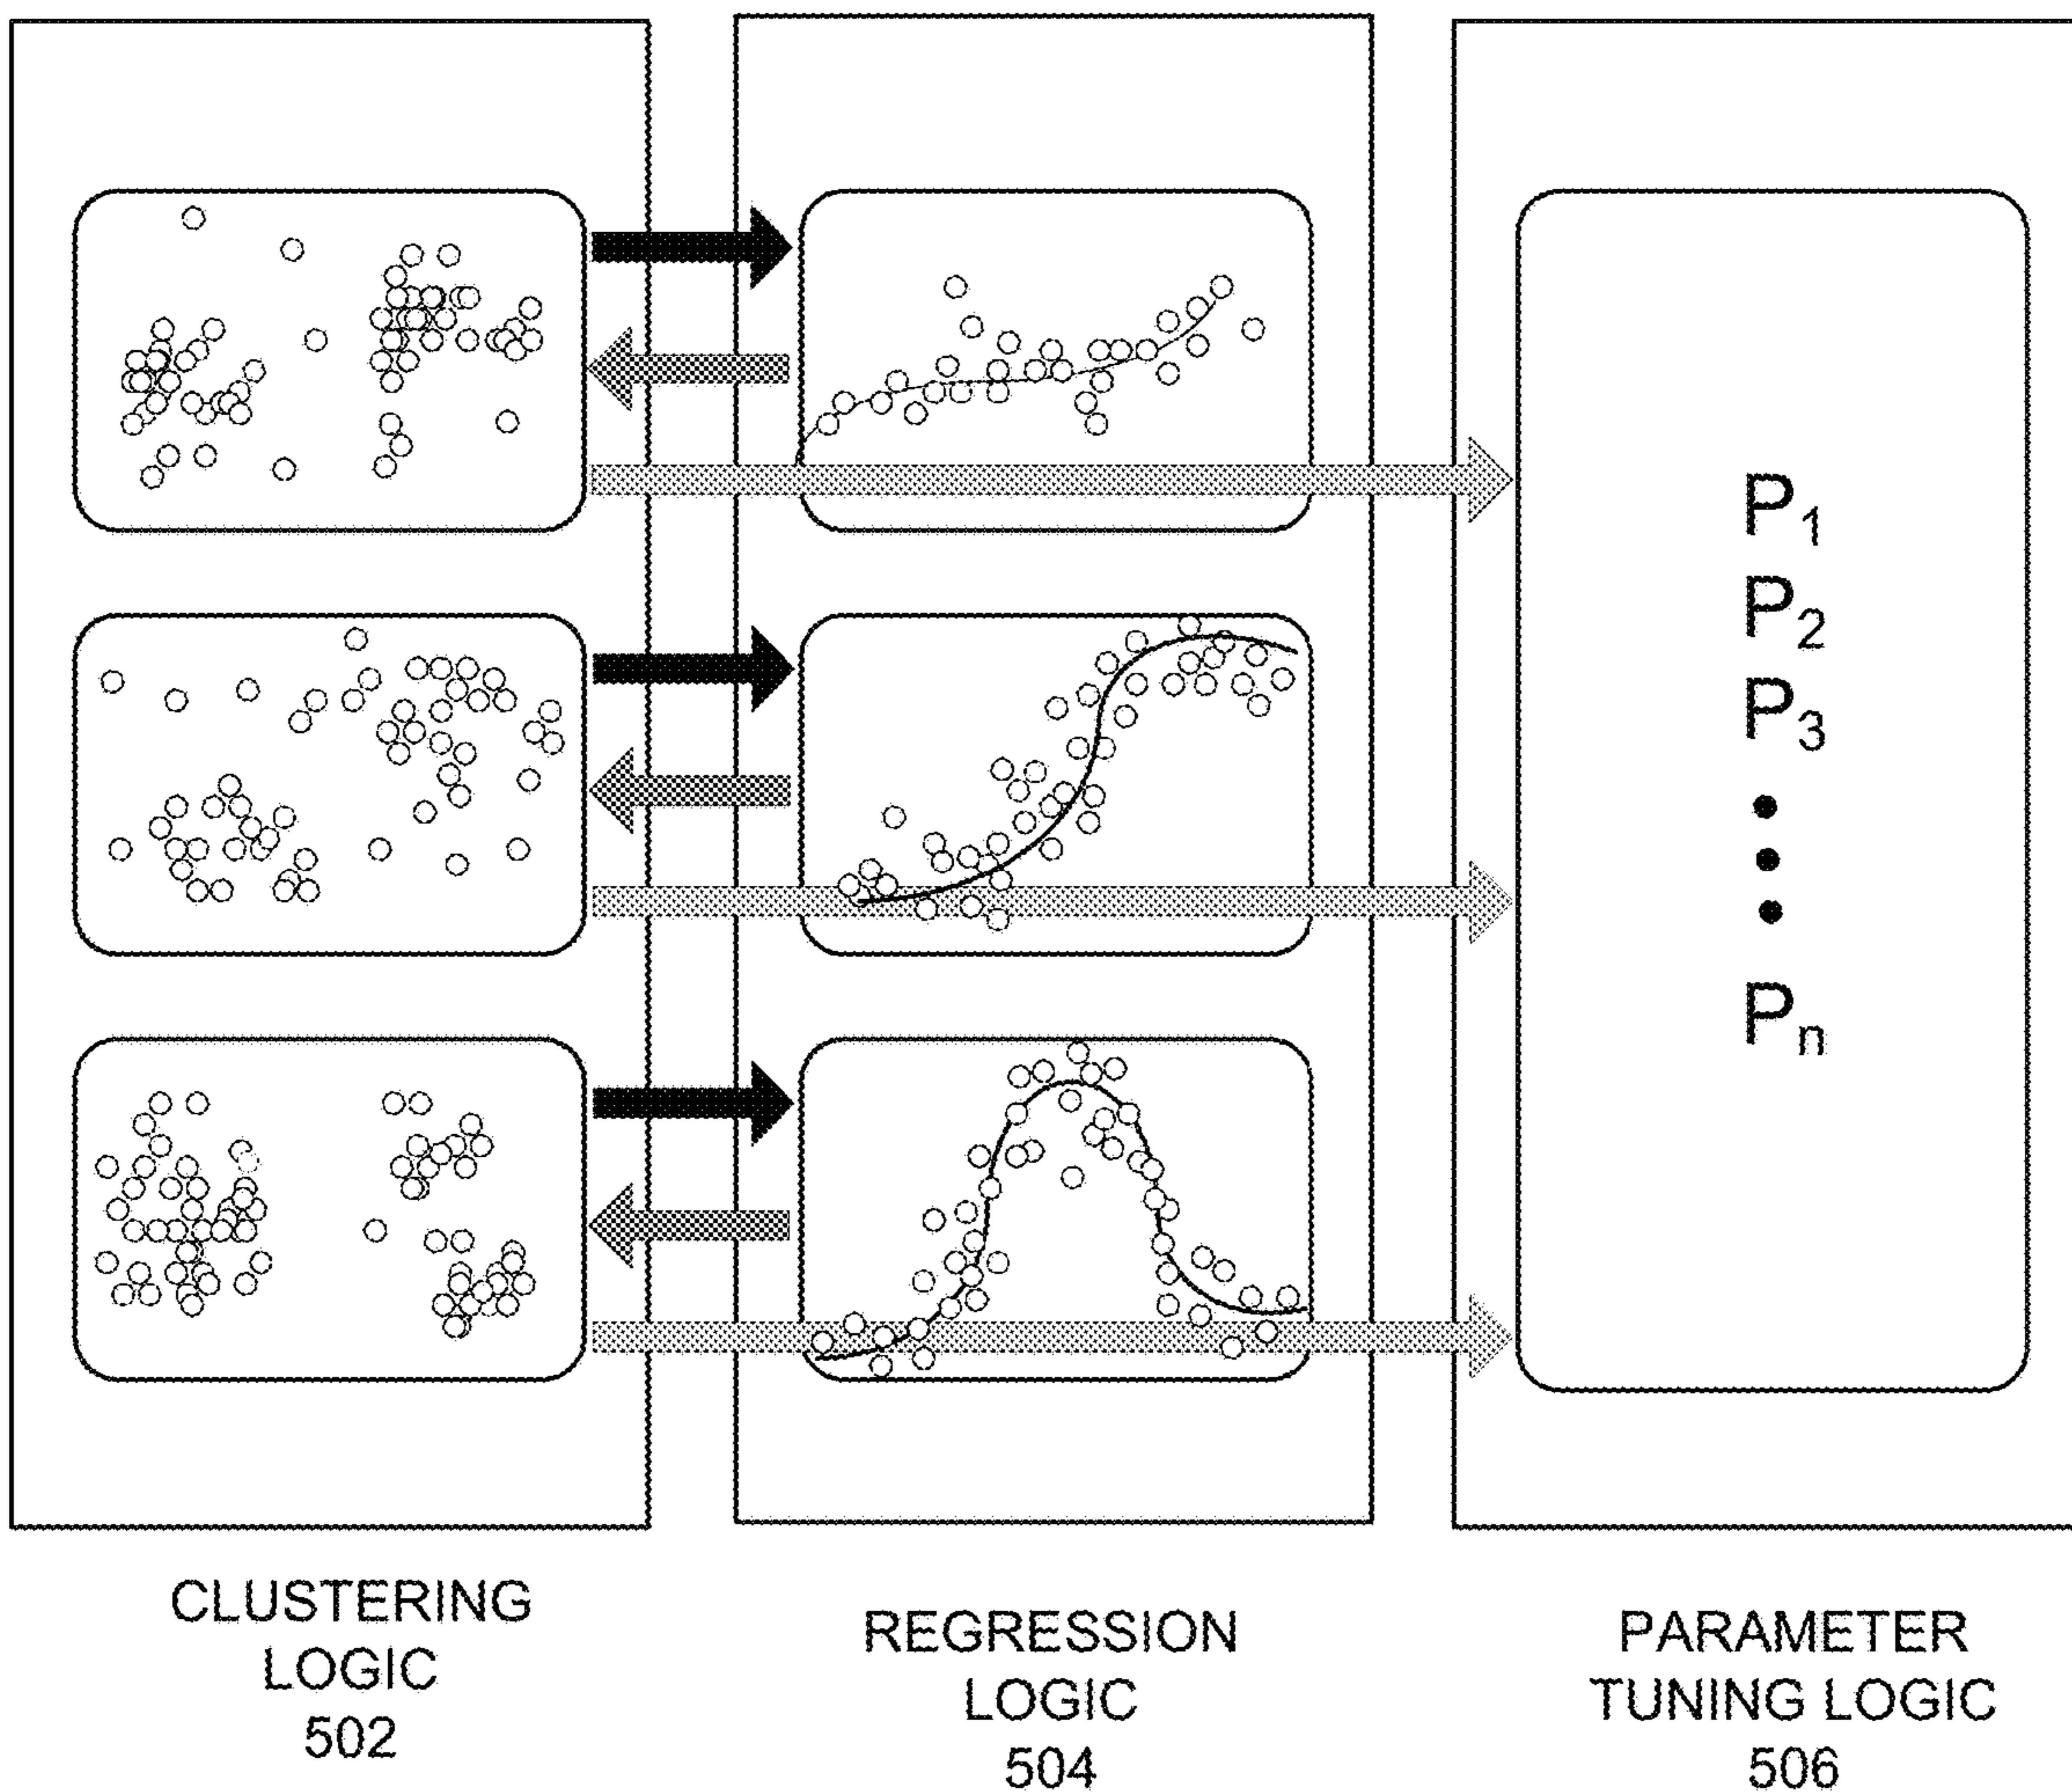 P1
P2
P3
Pn
CLUSTERING
LOGIC
502
REGRESSION
LOGIC
504
PARAMETER
TUNING LOGIC
506